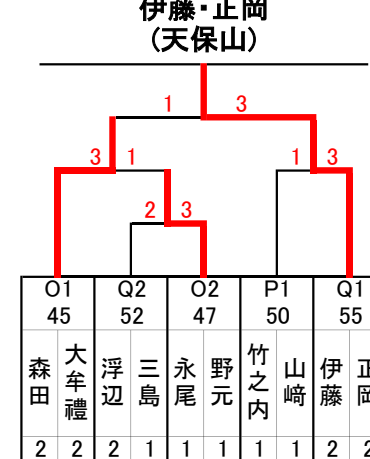 伊藤・正岡
(天保山)
1 3
3 1 1 3
2 3
O1 Q2 O2 P1 Q1
45 52 47 50 55
森田 大牟禮 浮辺 三島 永尾 野元 竹之内 山﨑 伊藤 正岡
2 2 2 1 1 1 1 1 2 2